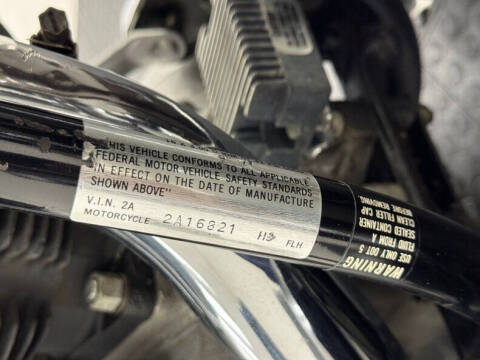 "THIS VEHICLE CONFORMS TO ALL APPLICABLE
FEDERAL MOTOR VEHICLE SAFETY STANDARDS
IN EFFECT ON THE DATE OF MANUFACTURE
SHOWN ABOVE"
V.I.N. 2A
MOTORCYCLE 2A16821 H3 FLH
WARNING
USE ONLY DOT 5
FLUID FROM A
SEALED CONTAINER
CLEAN FILLER CAP
BEFORE REMOVING